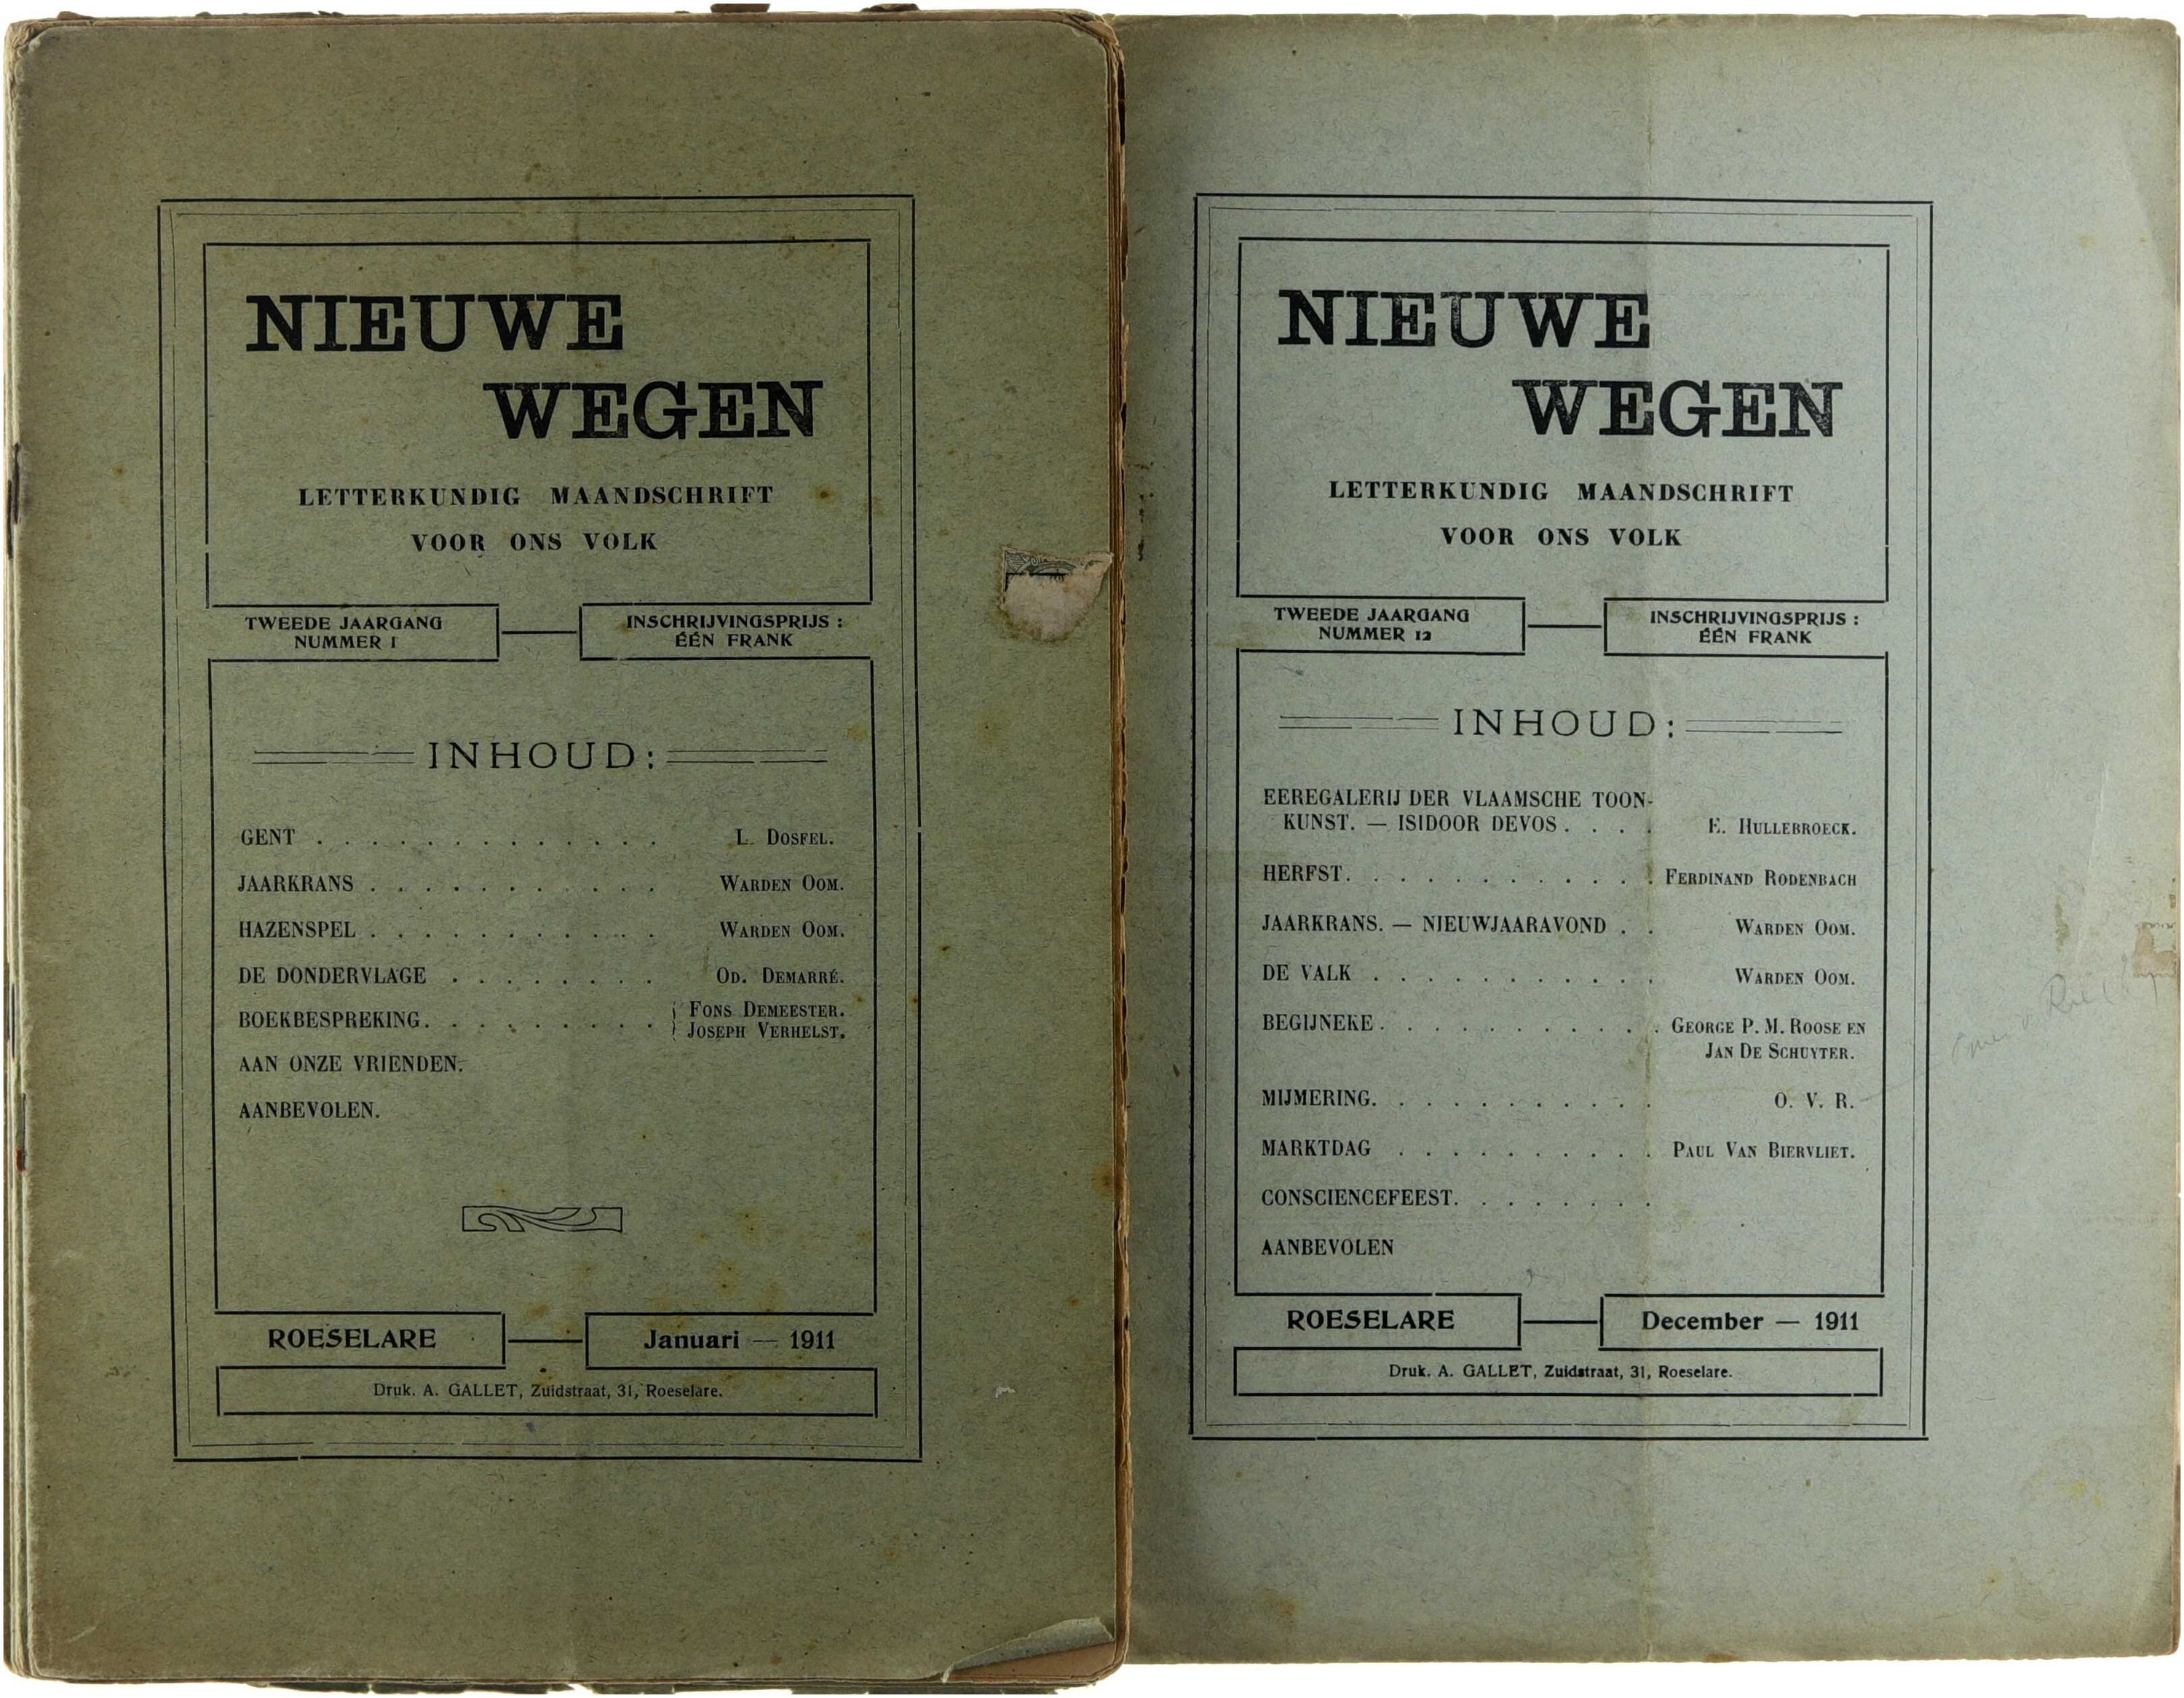 NIEUWE
WEGEN
LETTERKUNDIG MAANDSCHRIFT
VOOR ONS VOLK
TWEEDE JAARGANG
NUMMER 1
INSCHRIJVINGSPRIJS :
ÉÉN FRANK
INHOUD:
GENT . . . . . . . . . . . . . L. DOSFEL.
JAARKRANS . . . . . . . . . . . WARDEN OOM.
HAZENSPEL . . . . . . . . . . . WARDEN OOM.
DE DONDERVLAGE . . . . . . . . OD. DEMARRÉ.
BOEKBESPREKING. . . . . . . . . FONS DEMEESTER.
JOSEPH VERHELST.
AAN ONZE VRIENDEN.
AANBEVOLEN.
ROESELARE
Januari — 1911
Druk. A. GALLET, Zuidstraat, 31, Roeselare.
NIEUWE
WEGEN
LETTERKUNDIG MAANDSCHRIFT
VOOR ONS VOLK
TWEEDE JAARGANG
NUMMER 12
INSCHRIJVINGSPRIJS :
ÉÉN FRANK
INHOUD:
EEREGALERIJ DER VLAAMSCHE TOON-
KUNST. — ISIDOOR DEVOS . . . . E. HULLEBROECK.
HERFST. . . . . . . . . . . . FERDINAND RODENBACH
JAARKRANS. — NIEUWJAARAVOND . . WARDEN OOM.
DE VALK . . . . . . . . . . . WARDEN OOM.
BEGIJNEKE . . . . . . . . . . . GEORGE P. M. ROOSE EN
JAN DE SCHUYTER.
MIJMERING. . . . . . . . . . . O. V. R.
MARKTDAG . . . . . . . . . . PAUL VAN BIERVLIET.
CONSCIENCEFEEST. . . . . . . .
AANBEVOLEN
ROESELARE
December — 1911
Druk. A. GALLET, Zuidstraat, 31, Roeselare.